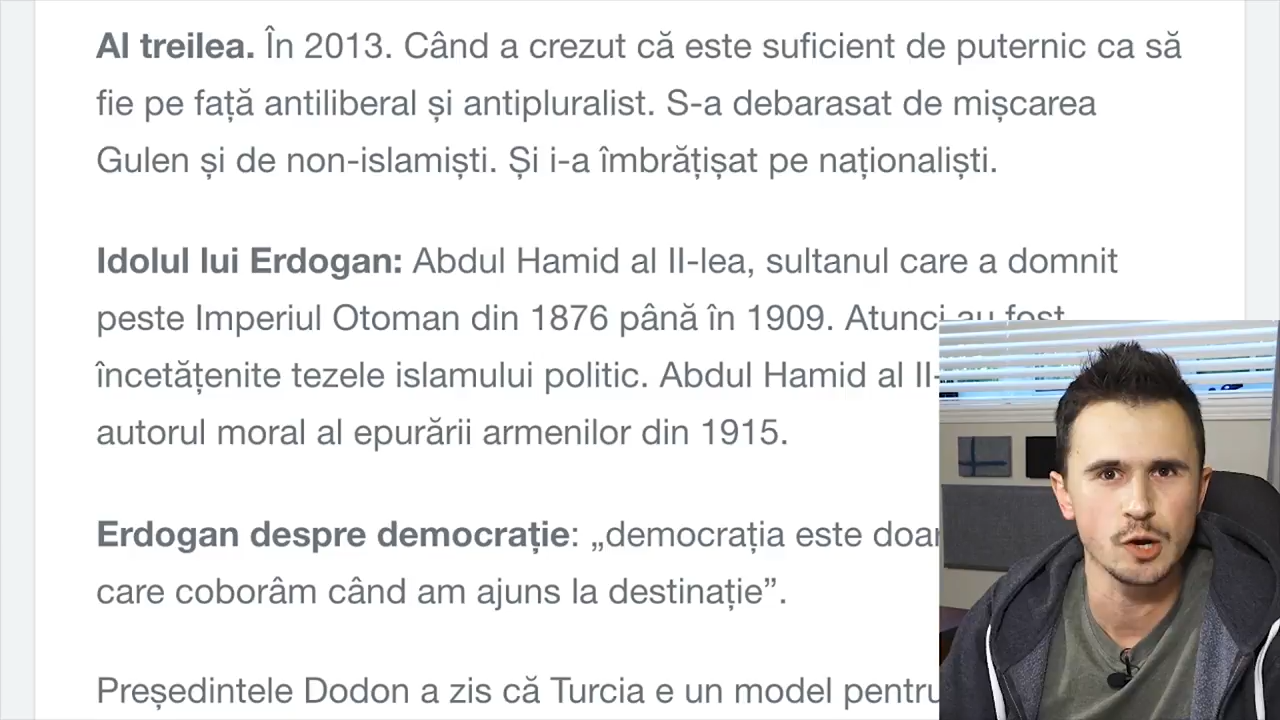 Al treilea. În 2013. Când a crezut că este suficient de puternic ca să
fie pe față antiliberal și antipluralist. S-a debarasat de mișcarea
Gulen și de non-islamiști. Și i-a îmbrățișat pe naționaliști.
Idolul lui Erdogan: Abdul Hamid al II-lea, sultanul care a domnit
peste Imperiul Otoman din 1876 până în 1909. Atunci au fost
încetățenite tezele islamului politic. Abdul Hamid al II-
autorul moral al epurării armenilor din 1915.
Erdogan despre democrație: „democrația este doar
care coborâm când am ajuns la destinație”.
Președintele Dodon a zis că Turcia e un model pentru